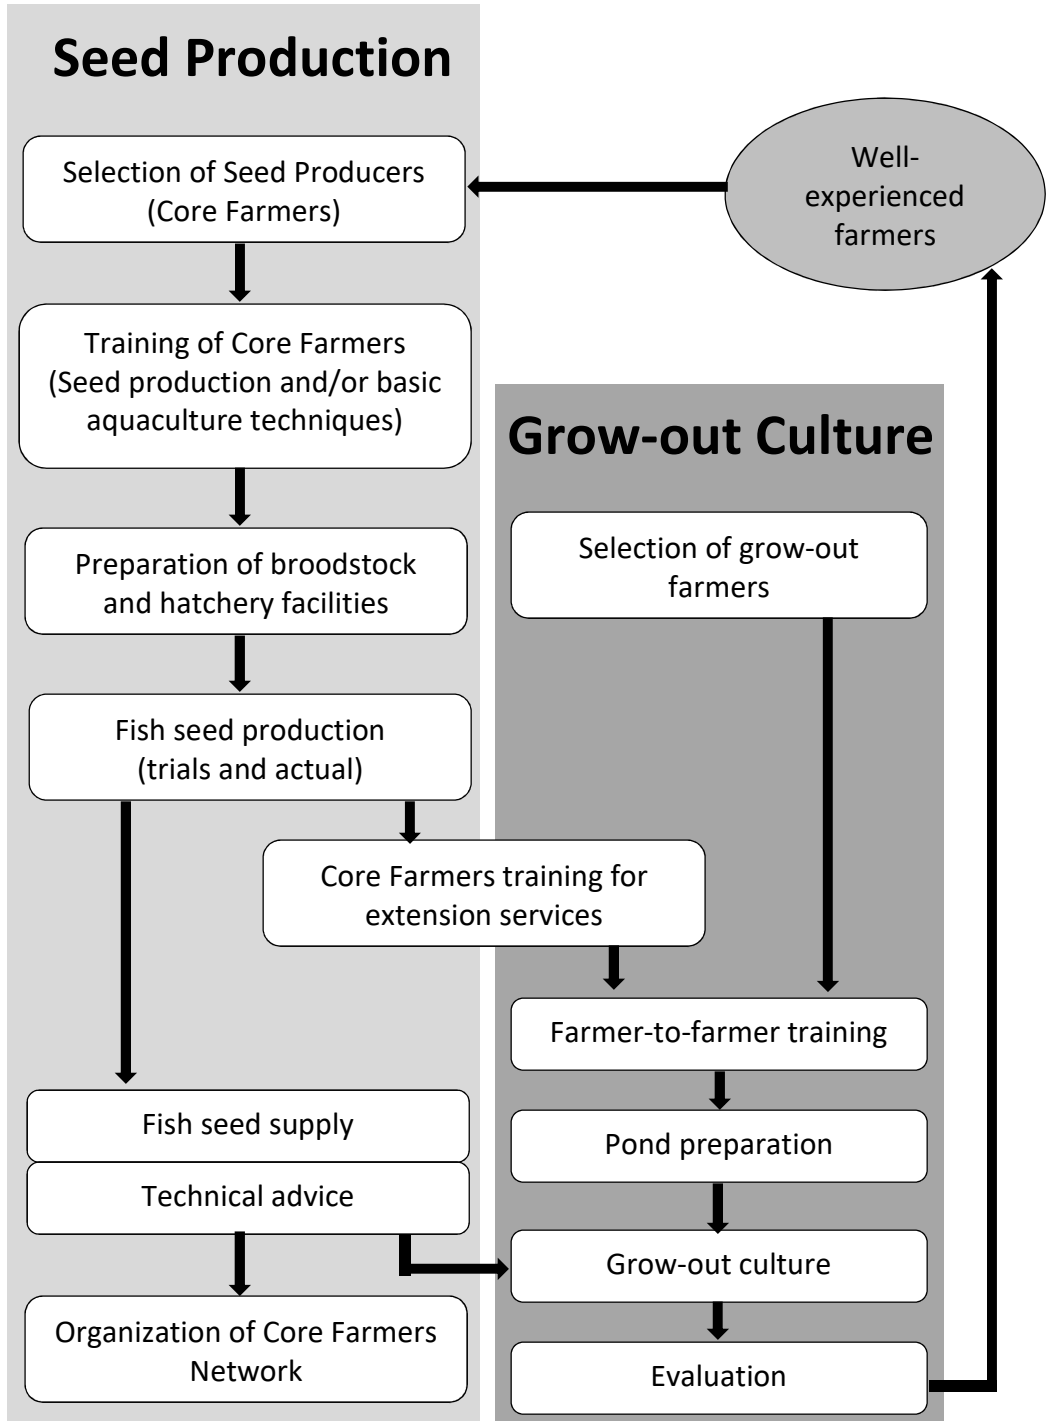 Seed Production
Selection of Seed Producers
(Core Farmers)
Well-
experienced
farmers
Training of Core Farmers
(Seed production and/or basic
aquaculture techniques)
Preparation of broodstock
and hatchery facilities
Fish seed production
(trials and actual)
Grow-out Culture
Selection of grow-out
farmers
Core Farmers training for
extension services
Farmer-to-farmer training
Pond preparation
Fish seed supply
Technical advice
Grow-out culture
Organization of Core Farmers
Network
Evaluation